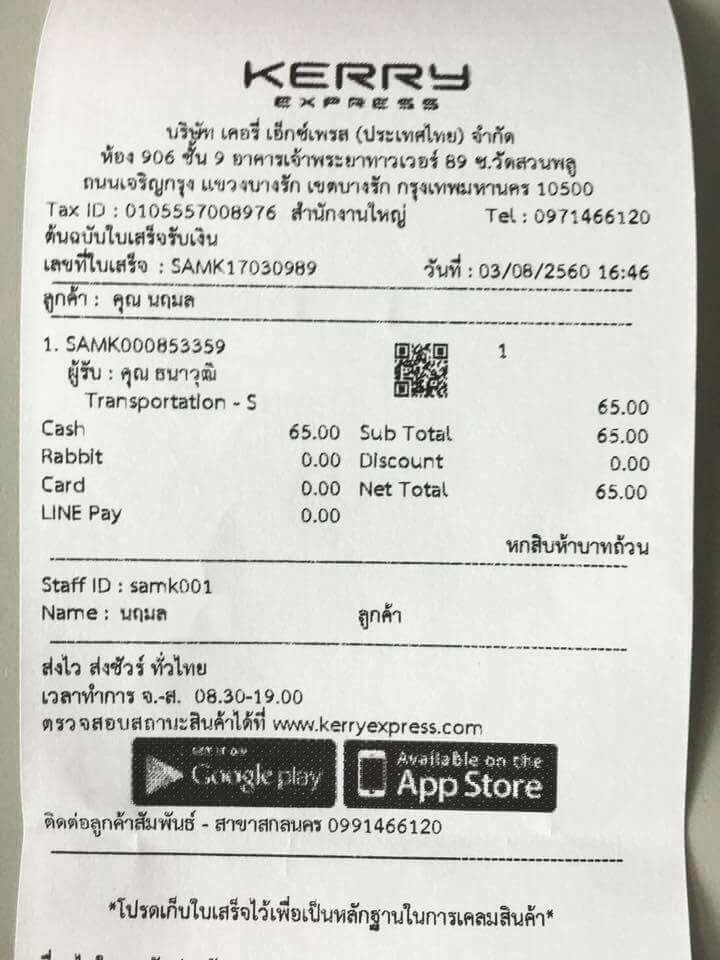 KERRY
EXPRESS
บริษัท เคอรี่ เอ็กซ์เพรส (ประเทศไทย) จำกัด
ห้อง 906 ชั้น 9 อาคารเจ้าพระยาทาวเวอร์ 89 ซ.วัดสวนพลู
ถนนเจริญกรุง แขวงบางรัก เขตบางรัก กรุงเทพมหานคร 10500
Tax ID : 0105557008976 สำนักงานใหญ่ Tel : 0971466120
ต้นฉบับใบเสร็จรับเงิน
เลขที่ใบเสร็จ : SAMK17030989 วันที่ : 03/08/2560 16:46
ลูกค้า : คุณ นฤมล
1. SAMK000853359 1
ผู้รับ : คุณ ธนาวุฒิ
Transportation - S 65.00
Cash 65.00 Sub Total 65.00
Rabbit 0.00 Discount 0.00
Card 0.00 Net Total 65.00
LINE Pay 0.00
หกสิบห้าบาทถ้วน
Staff ID : samk001
Name : นฤมล ลูกค้า
ส่งไว ส่งชัวร์ ทั่วไทย
เวลาทำการ จ.-ส. 08.30-19.00
ตรวจสอบสถานะสินค้าได้ที่ www.kerryexpress.com
GET IT ON
Google play
Available on the
App Store
ติดต่อลูกค้าสัมพันธ์ - สาขาสกลนคร 0991466120
*โปรดเก็บใบเสร็จไว้เพื่อเป็นหลักฐานในการเคลมสินค้า*